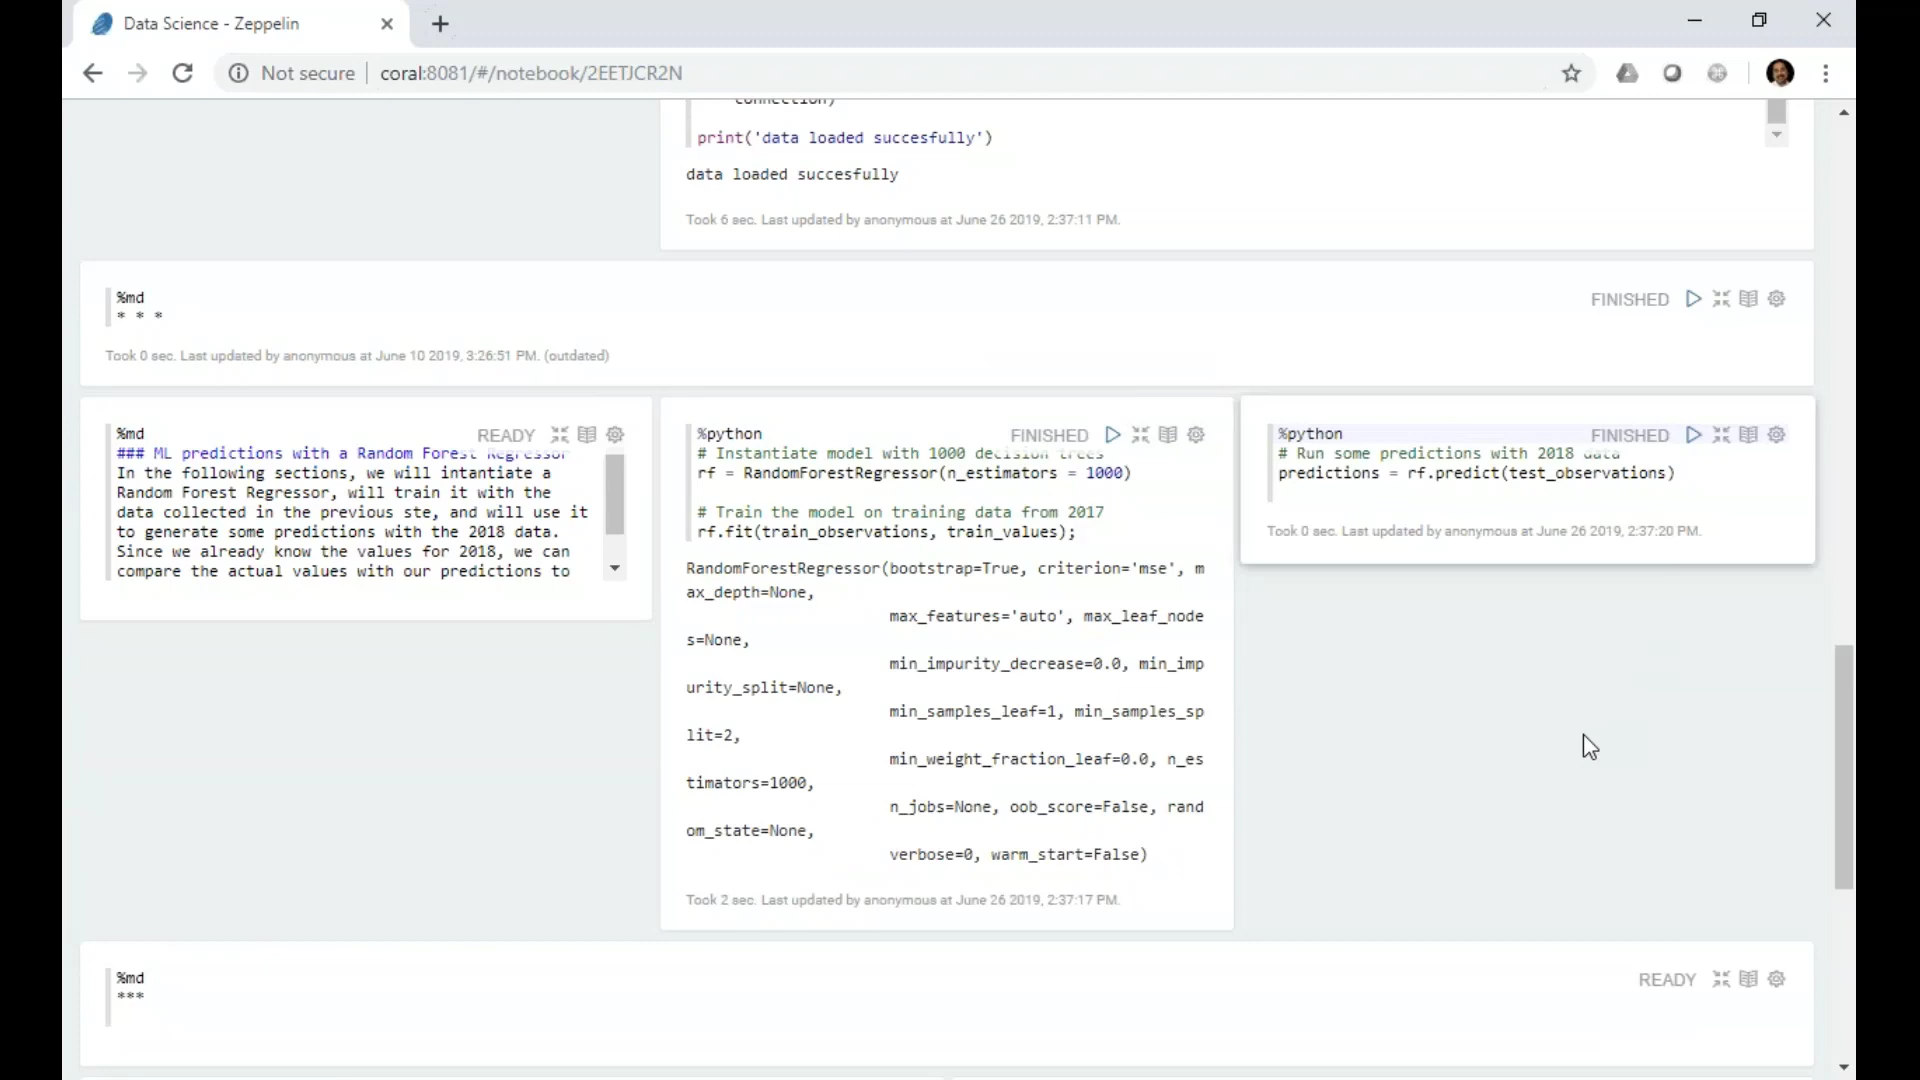 Data Science - Zeppelin
Not secure
coral:8081/#/notebook/2EETJCR2N
connection)
print('data loaded succesfully')
data loaded succesfully
Took 6 sec. Last updated by anonymous at June 26 2019, 2:37:11 PM.
%md
* * *
FINISHED
Took 0 sec. Last updated by anonymous at June 10 2019, 3:26:51 PM. (outdated)
%md
READY
### ML predictions with a Random Forest Regressor
In the following sections, we will intantiate a
Random Forest Regressor, will train it with the
data collected in the previous ste, and will use it
to generate some predictions with the 2018 data.
Since we already know the values for 2018, we can
compare the actual values with our predictions to
%python
FINISHED
# Instantiate model with 1000 decision trees
rf = RandomForestRegressor(n_estimators = 1000)
# Train the model on training data from 2017
rf.fit(train_observations, train_values);
RandomForestRegressor(bootstrap=True, criterion='mse', m
ax_depth=None,
max_features='auto', max_leaf_node
s=None,
min_impurity_decrease=0.0, min_imp
urity_split=None,
min_samples_leaf=1, min_samples_sp
lit=2,
min_weight_fraction_leaf=0.0, n_es
timators=1000,
n_jobs=None, oob_score=False, rand
om_state=None,
verbose=0, warm_start=False)
Took 2 sec. Last updated by anonymous at June 26 2019, 2:37:17 PM.
%python
FINISHED
# Run some predictions with 2018 data
predictions = rf.predict(test_observations)
Took 0 sec. Last updated by anonymous at June 26 2019, 2:37:20 PM.
%md
***
READY